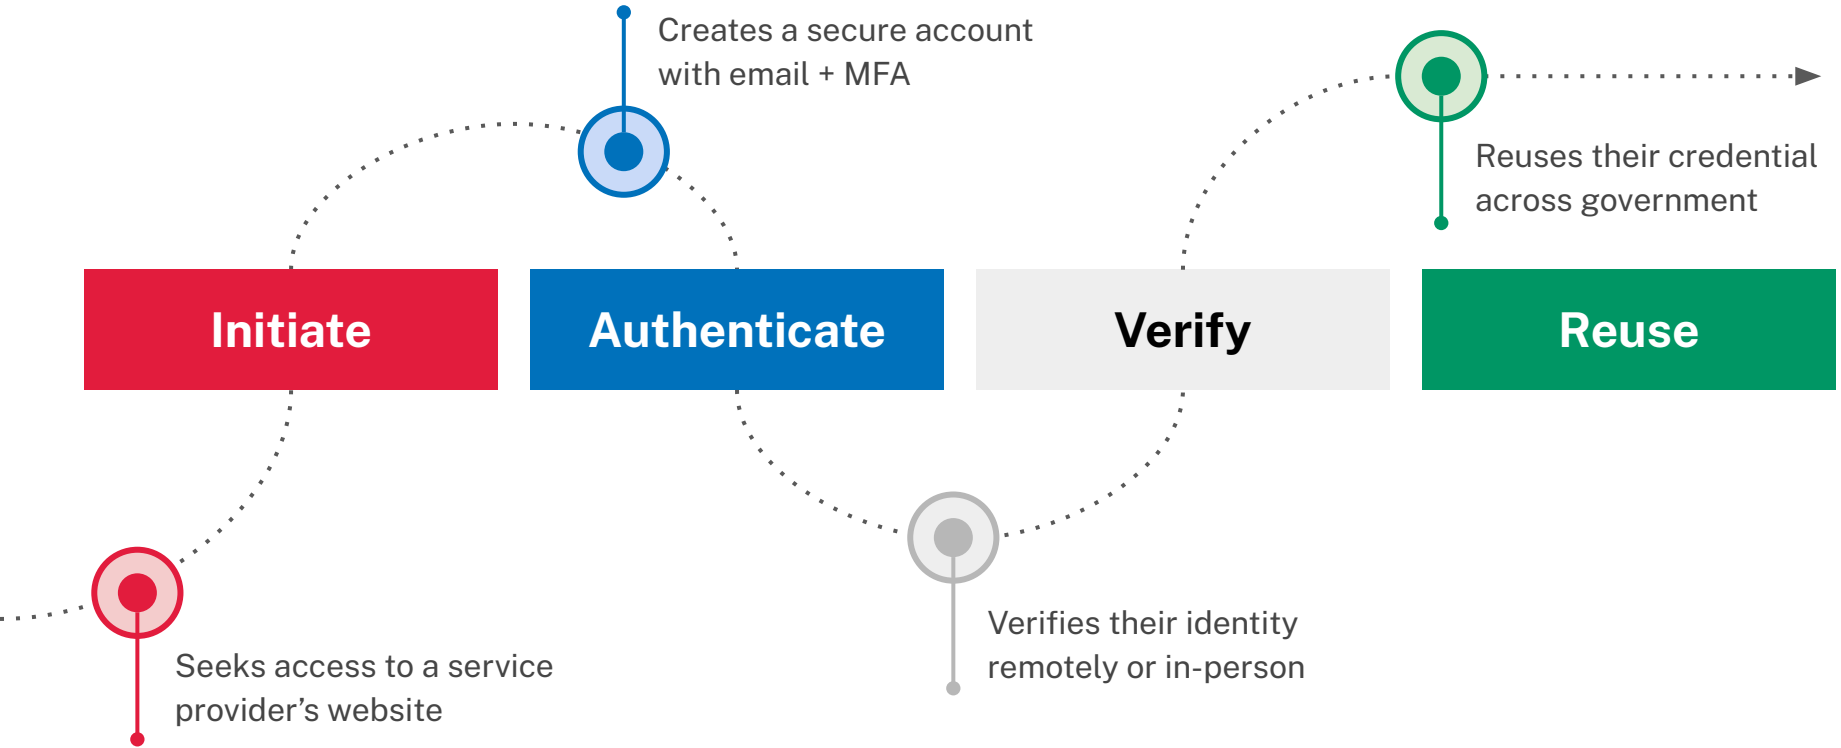 Creates a secure account
with email + MFA
Reuses their credential
across government
Initiate
Authenticate
Verify
Reuse
Verifies their identity
remotely or in-person
Seeks access to a service
provider’s website